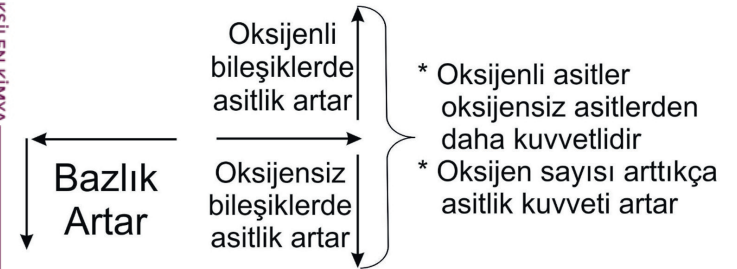 Oksijenli
bileşiklerde
asitlik artar
* Oksijenli asitler
oksijensiz asitlerden
daha kuvvetlidir
* Oksijen sayısı arttıkça
asitlik kuvveti artar
Bazlık
Artar
Oksijensiz
bileşiklerde
asitlik artar